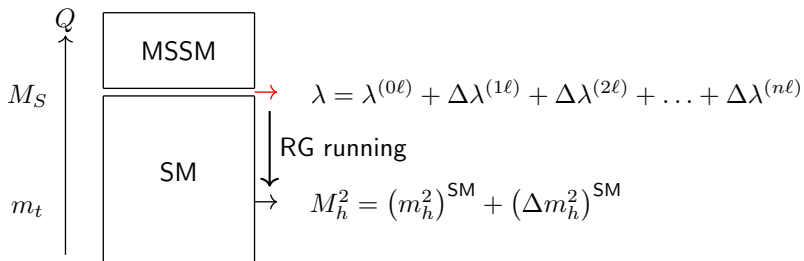 Q
MSSM
M_S
λ = λ^{(0ℓ)} + Δλ^{(1ℓ)} + Δλ^{(2ℓ)} + … + Δλ^{(nℓ)}
RG running
SM
m_t
M_h^2 = (m_h^2)^{SM} + (Δm_h^2)^{SM}